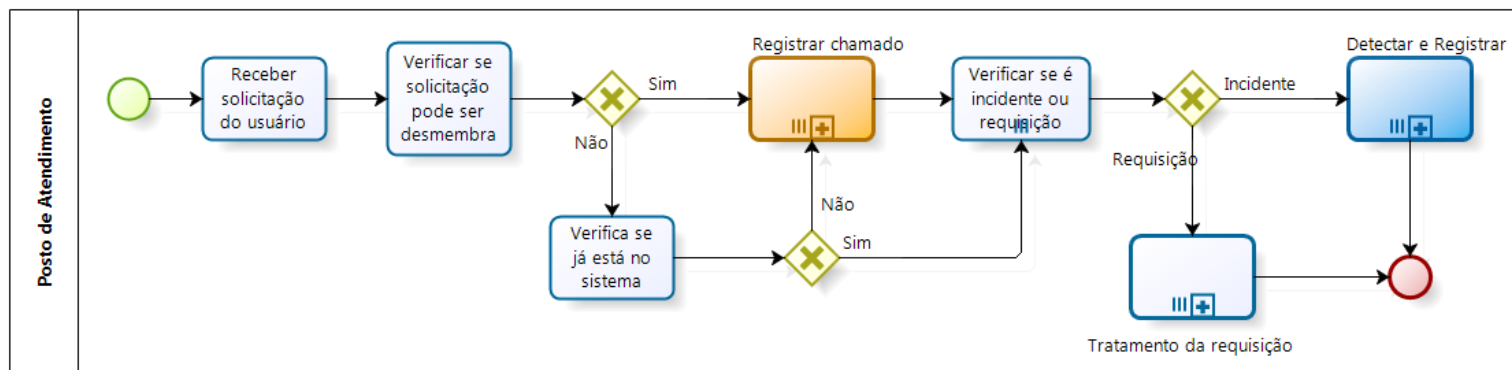 Posto de Atendimento
Receber
solicitação
do usuário
Verificar se
solicitação
pode ser
desmembra
Sim
Não
Registrar chamado
Verificar se é
incidente ou
requisição
Incidente
Requisição
Detectar e Registrar
Verifica se
já está no
sistema
Não
Sim
Tratamento da requisição